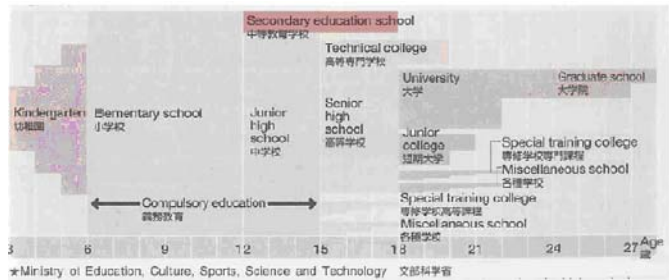 Secondary education school
中等教育学校
Technical college
高等専門学校
University
大学
Graduate school
大学院
Kindergarten
幼稚園
Elementary school
小学校
Junior
high
school
中学校
Senior
high
school
高等学校
Junior
college
短期大学
Special training college
専修学校専門課程
Miscellaneous school
各種学校
Compulsory education
義務教育
Special training college
専修学校高等課程
Miscellaneous school
各種学校
3 6 9 12 15 18 21 24 27 Age
歳
★Ministry of Education, Culture, Sports, Science and Technology 文部科学省